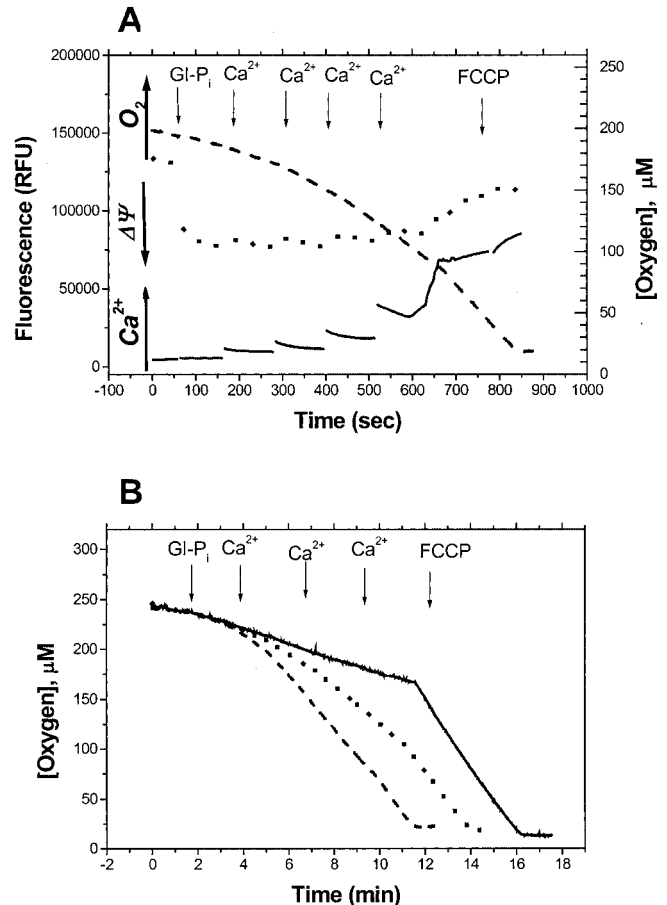 A
Gl-Pi Ca2+ Ca2+ Ca2+ Ca2+ FCCP
200000
150000
100000
50000
0
Fluorescence (RFU)
O2
ΔΨ
Ca2+
250
200
150
100
50
0
[Oxygen], μM
-100 0 100 200 300 400 500 600 700 800 900 1000
Time (sec)
B
Gl-Pi Ca2+ Ca2+ Ca2+ FCCP
300
250
200
150
100
50
0
[Oxygen], μM
-2 0 2 4 6 8 10 12 14 16 18
Time (min)